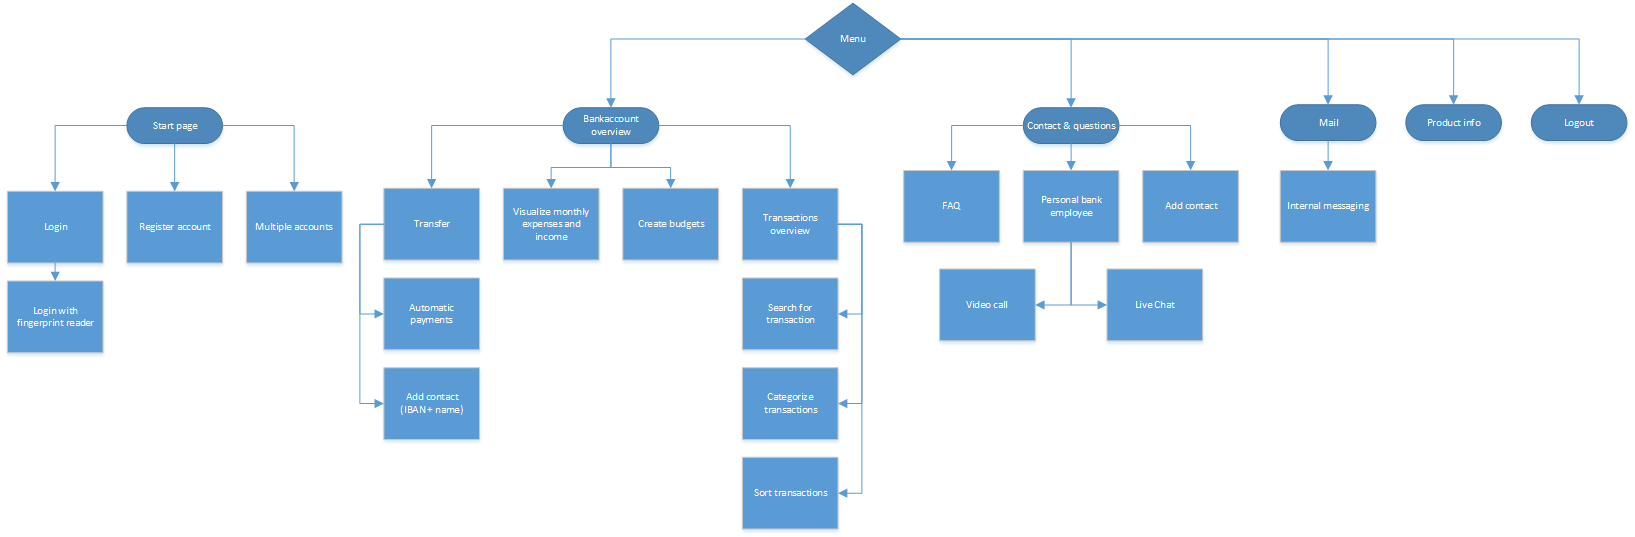 Menu
Start page
Bankaccount
overview
Contact & questions
Mail
Product info
Logout
Login
Register account
Multiple accounts
Transfer
Visualize monthly
expenses and
income
Create budgets
Transactions
overview
FAQ
Personal bank
employee
Add contact
Internal messaging
Login with
fingerprint reader
Automatic
payments
Search for
transaction
Video call
Live Chat
Add contact
(IBAN + name)
Categorize
transactions
Sort transactions